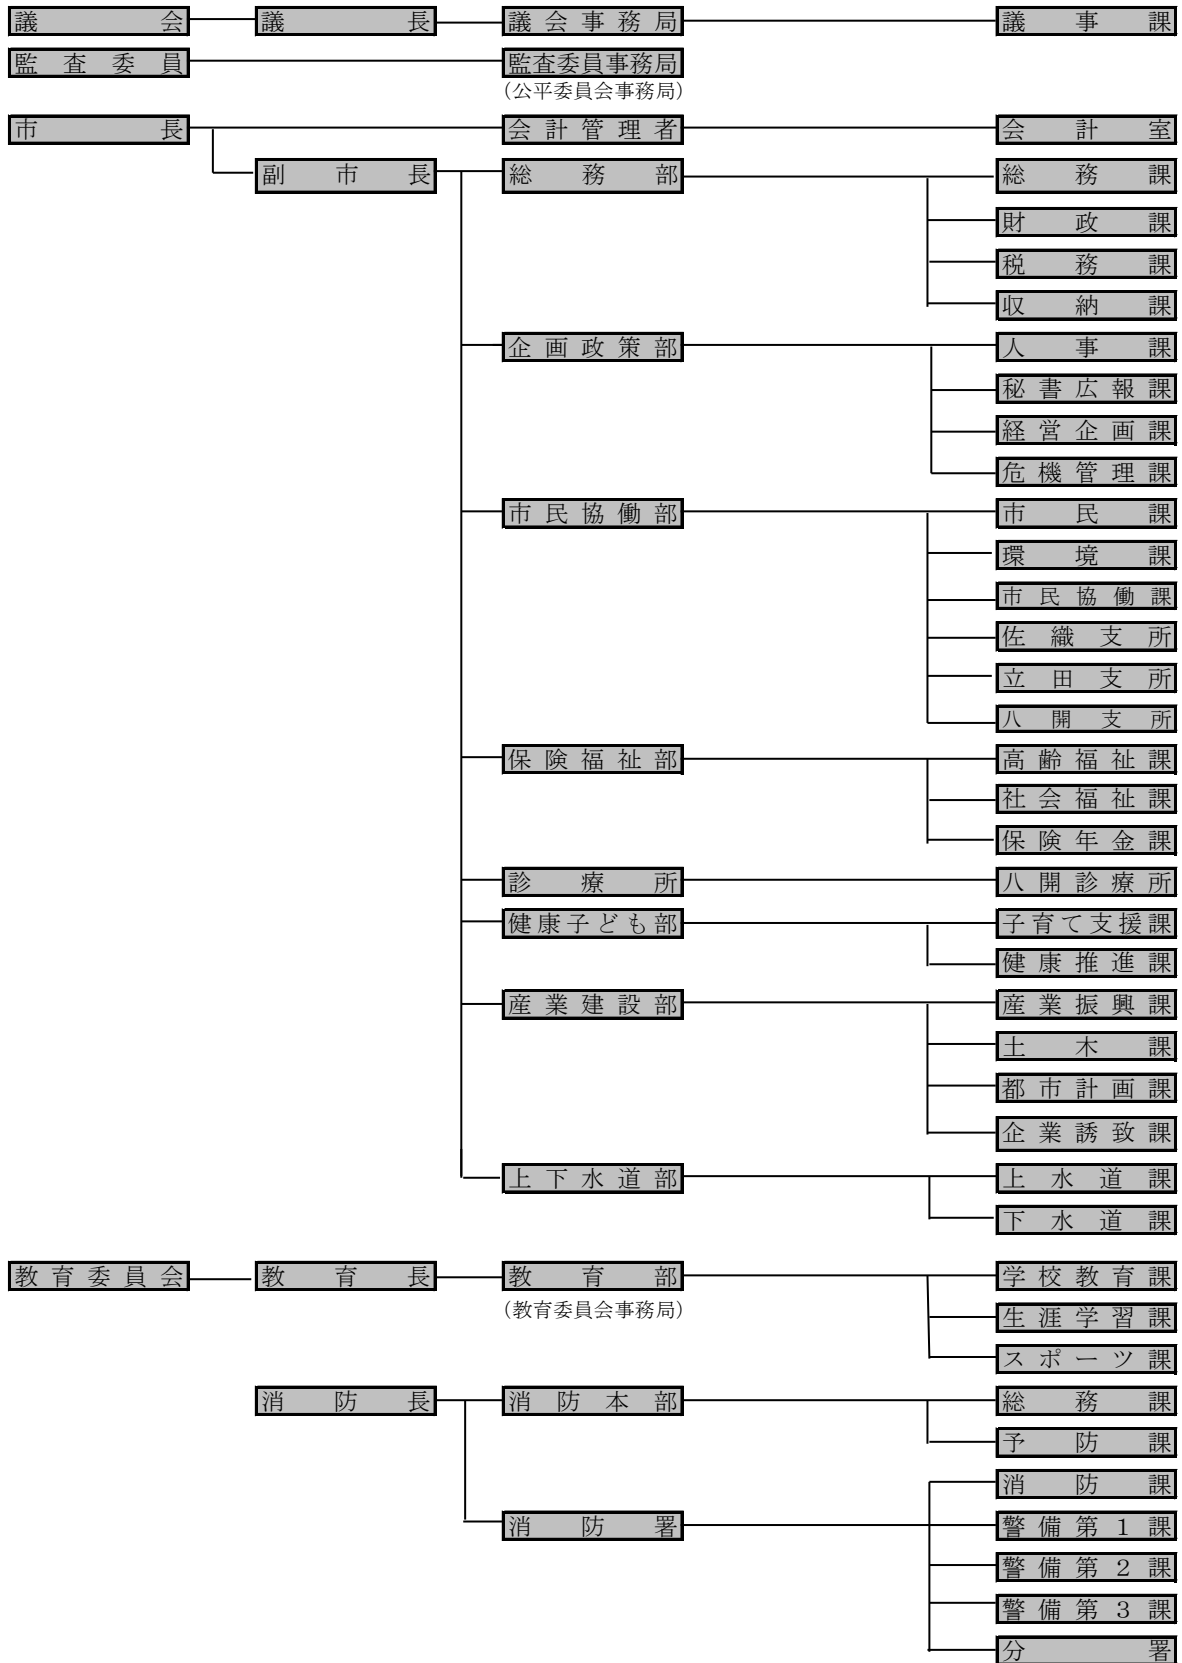 議会 議長 議会事務局 議事課
監査委員 監査委員事務局
(公平委員会事務局)
市長 会計管理者 会計室
副市長 総務部 総務課
財政課
税務課
収納課
企画政策部 人事課
秘書広報課
経営企画課
危機管理課
市民協働部 市民課
環境課
市民協働課
佐織支所
立田支所
八開支所
保険福祉部 高齢福祉課
社会福祉課
保険年金課
診療所 八開診療所
健康子ども部 子育て支援課
健康推進課
産業建設部 産業振興課
土木課
都市計画課
企業誘致課
上下水道部 上水道課
下水道課
教育委員会 教育長 教育部 学校教育課
(教育委員会事務局)
生涯学習課
スポーツ課
消防長 消防本部 総務課
予防課
消防課
消防署 警備第1課
警備第2課
警備第3課
分署